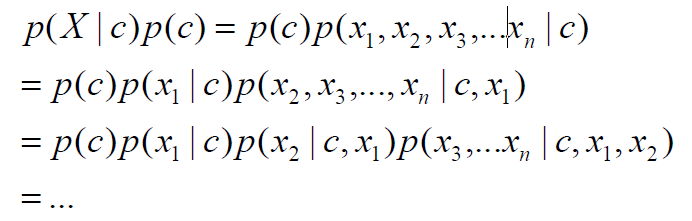 p(X | c)p(c) = p(c)p(x₁, x₂, x₃,...xₙ | c)
= p(c)p(x₁ | c)p(x₂, x₃,..., xₙ | c, x₁)
= p(c)p(x₁ | c)p(x₂ | c, x₁)p(x₃,...xₙ | c, x₁, x₂)
= ...